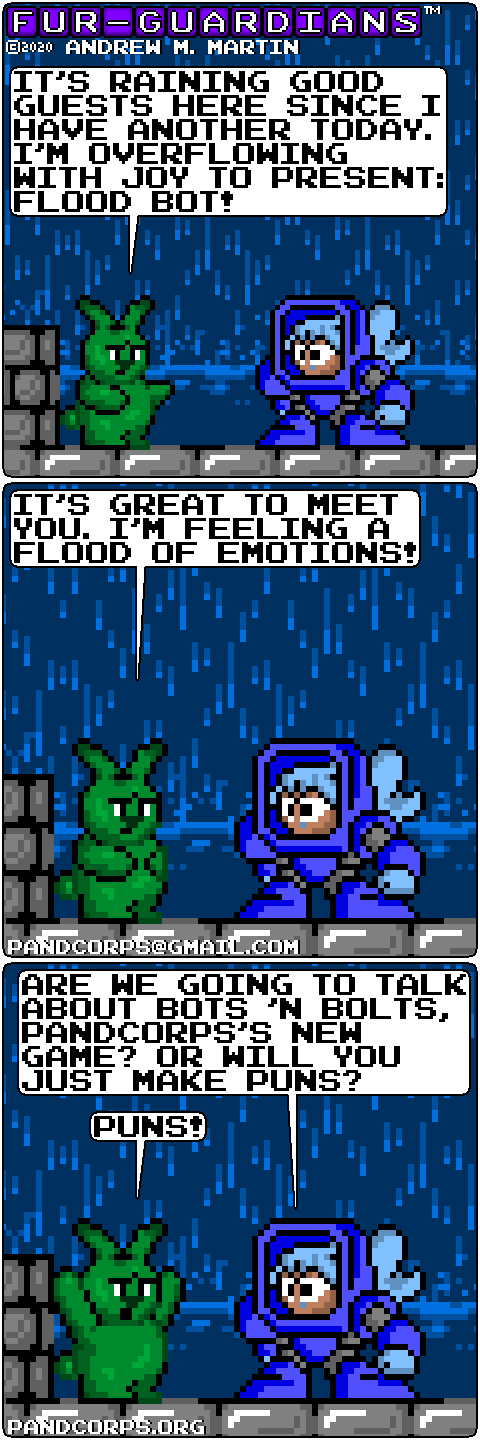 FUR-GUARDIANS™
©2020 ANDREW M. MARTIN
IT'S RAINING GOOD
GUESTS HERE SINCE I
HAVE ANOTHER TODAY.
I'M OVERFLOWING
WITH JOY TO PRESENT:
FLOOD BOT!
IT'S GREAT TO MEET
YOU. I'M FEELING A
FLOOD OF EMOTIONS!
PANDCORPS@GMAIL.COM
ARE WE GOING TO TALK
ABOUT BOTS 'N BOLTS,
PANDCORPS'S NEW
GAME? OR WILL YOU
JUST MAKE PUNS?
PUNS!
PANDCORPS.ORG